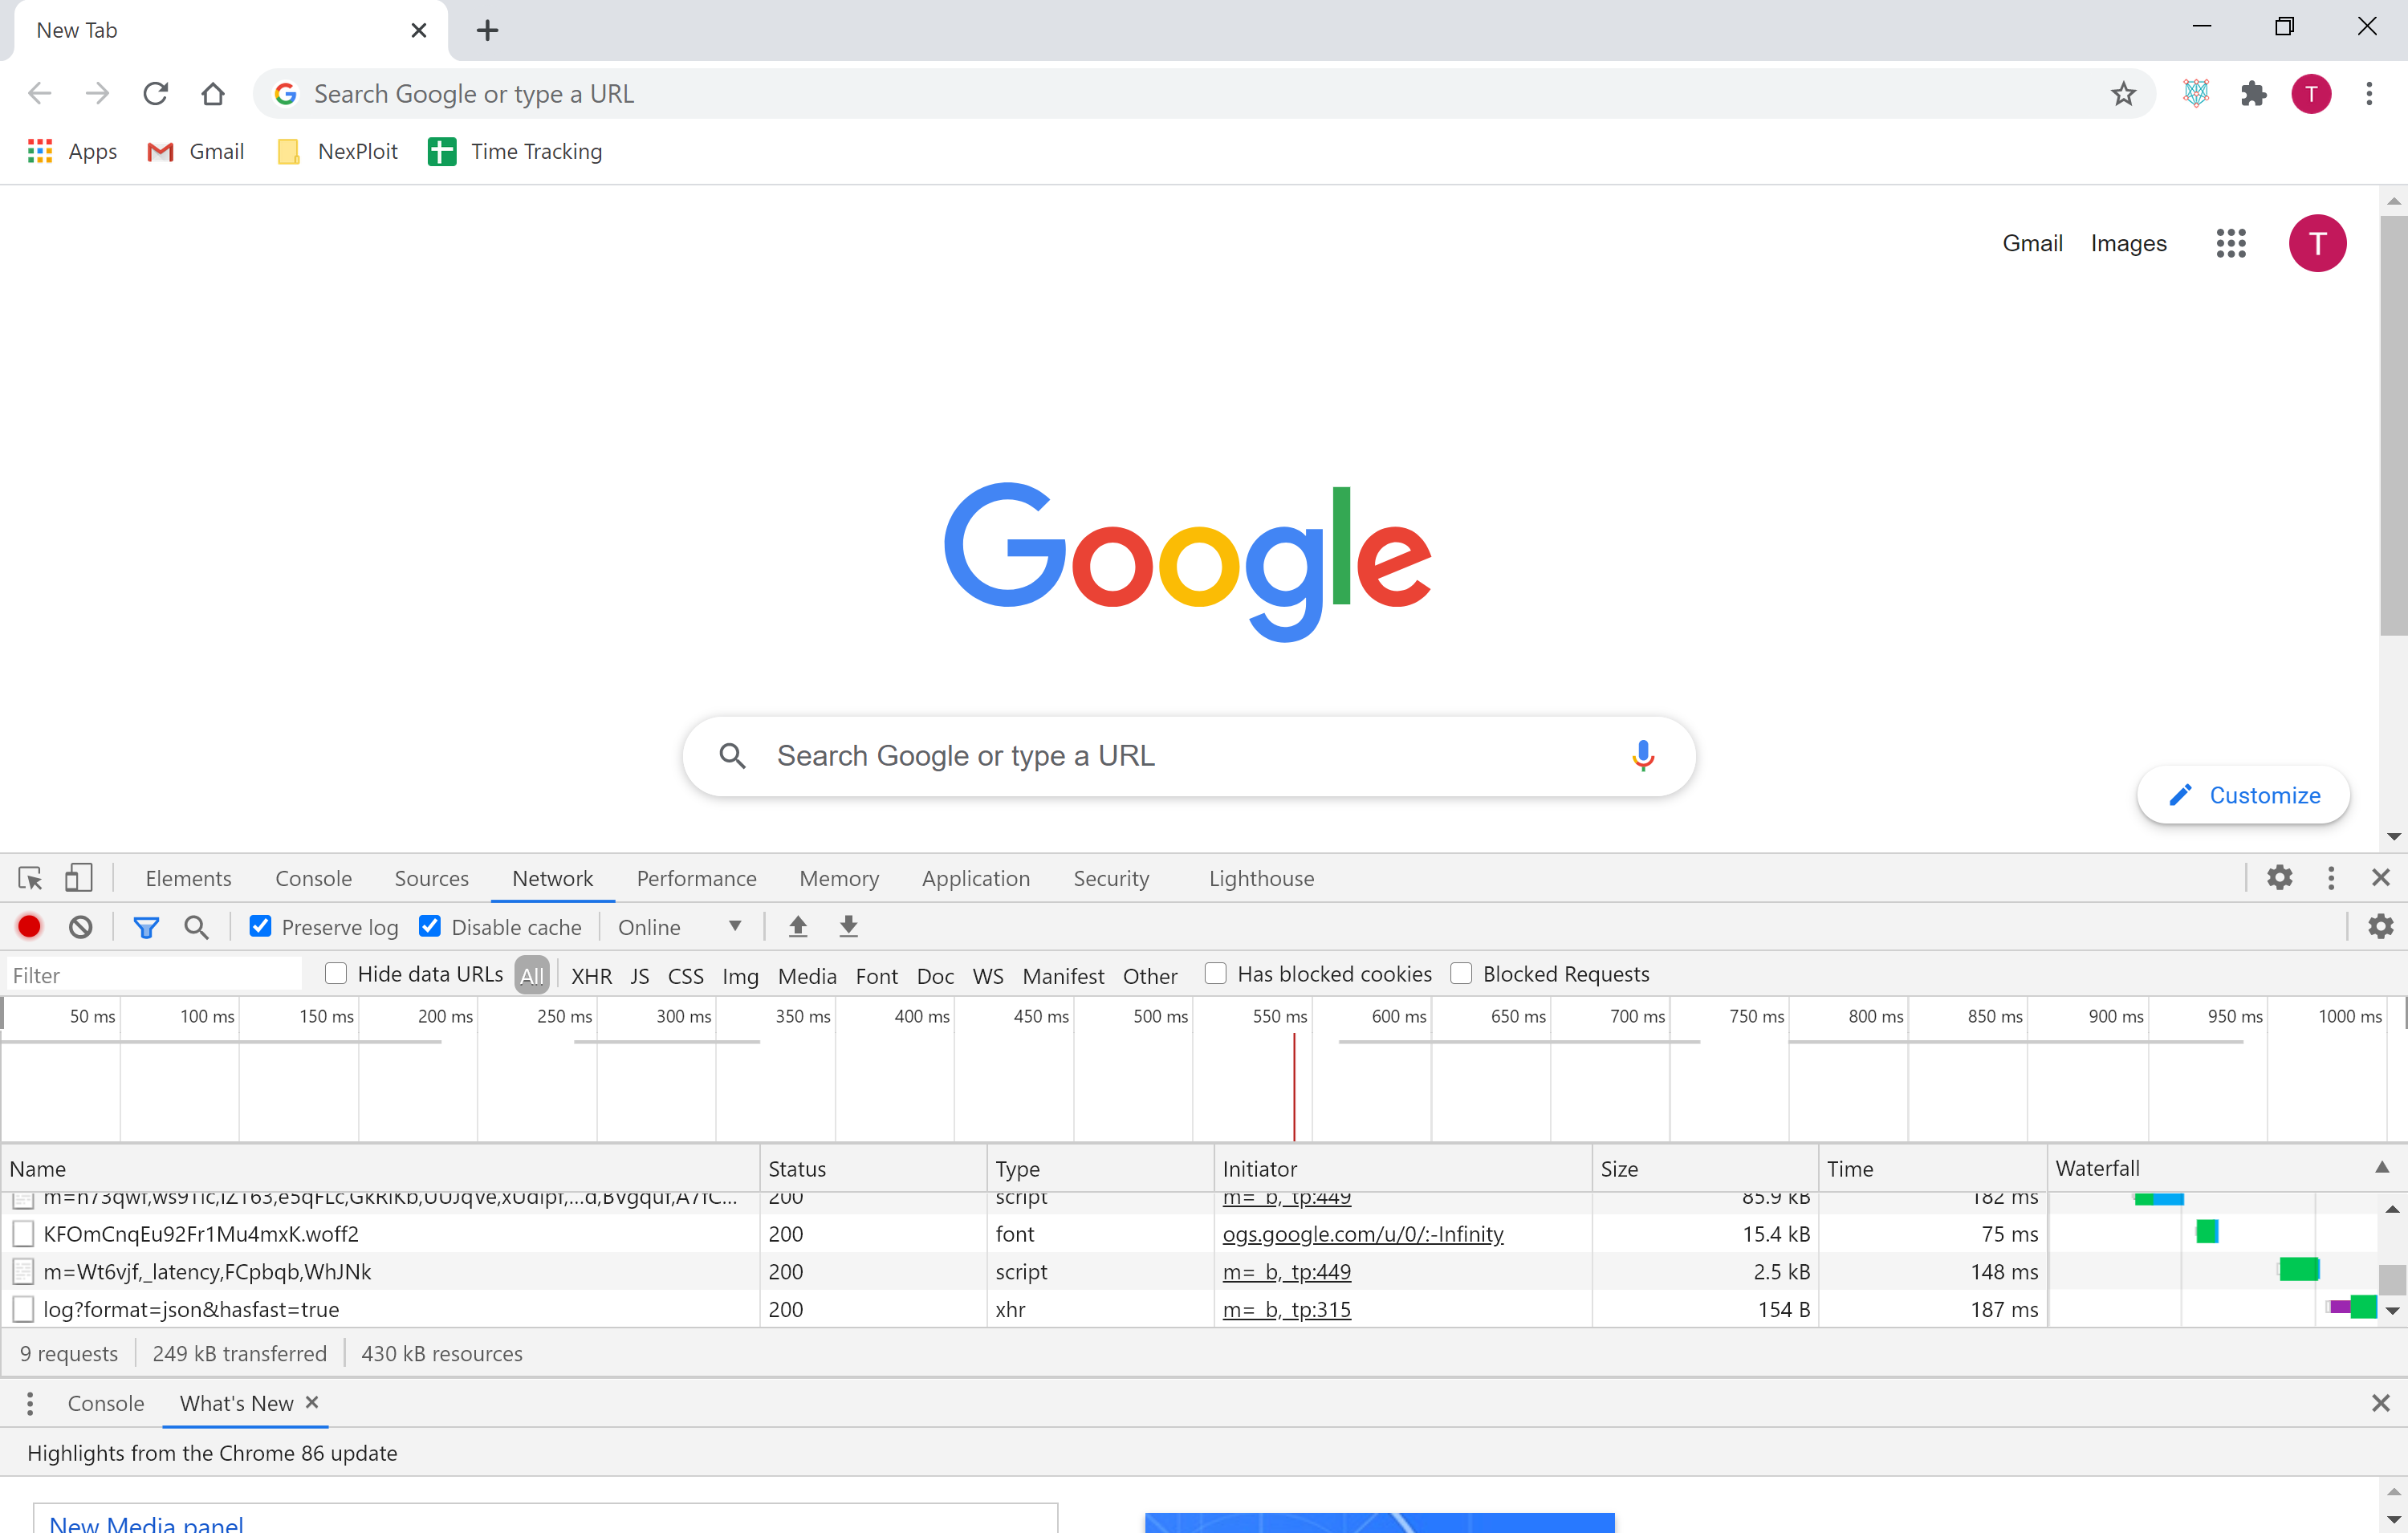 New Tab
Search Google or type a URL
T
Apps Gmail NexPloit Time Tracking
Gmail Images T
Google
Search Google or type a URL
Customize
Elements Console Sources Network Performance Memory Application Security Lighthouse
Preserve log Disable cache Online
Filter Hide data URLs All XHR JS CSS Img Media Font Doc WS Manifest Other Has blocked cookies Blocked Requests
50 ms 100 ms 150 ms 200 ms 250 ms 300 ms 350 ms 400 ms 450 ms 500 ms 550 ms 600 ms 650 ms 700 ms 750 ms 800 ms 850 ms 900 ms 950 ms 1000 ms
Name Status Type Initiator Size Time Waterfall
200 script m=_b,_tp:449 85.9 kB 182 ms
KFOmCnqEu92Fr1Mu4mxK.woff2 200 font ogs.google.com/u/0/:-Infinity 15.4 kB 75 ms
m=Wt6vjf,_latency,FCpbqb,WhJNk 200 script m=_b,_tp:449 2.5 kB 148 ms
log?format=json&hasfast=true 200 xhr m=_b,_tp:315 154 B 187 ms
9 requests 249 kB transferred 430 kB resources
Console What's New
Highlights from the Chrome 86 update
New Media panel